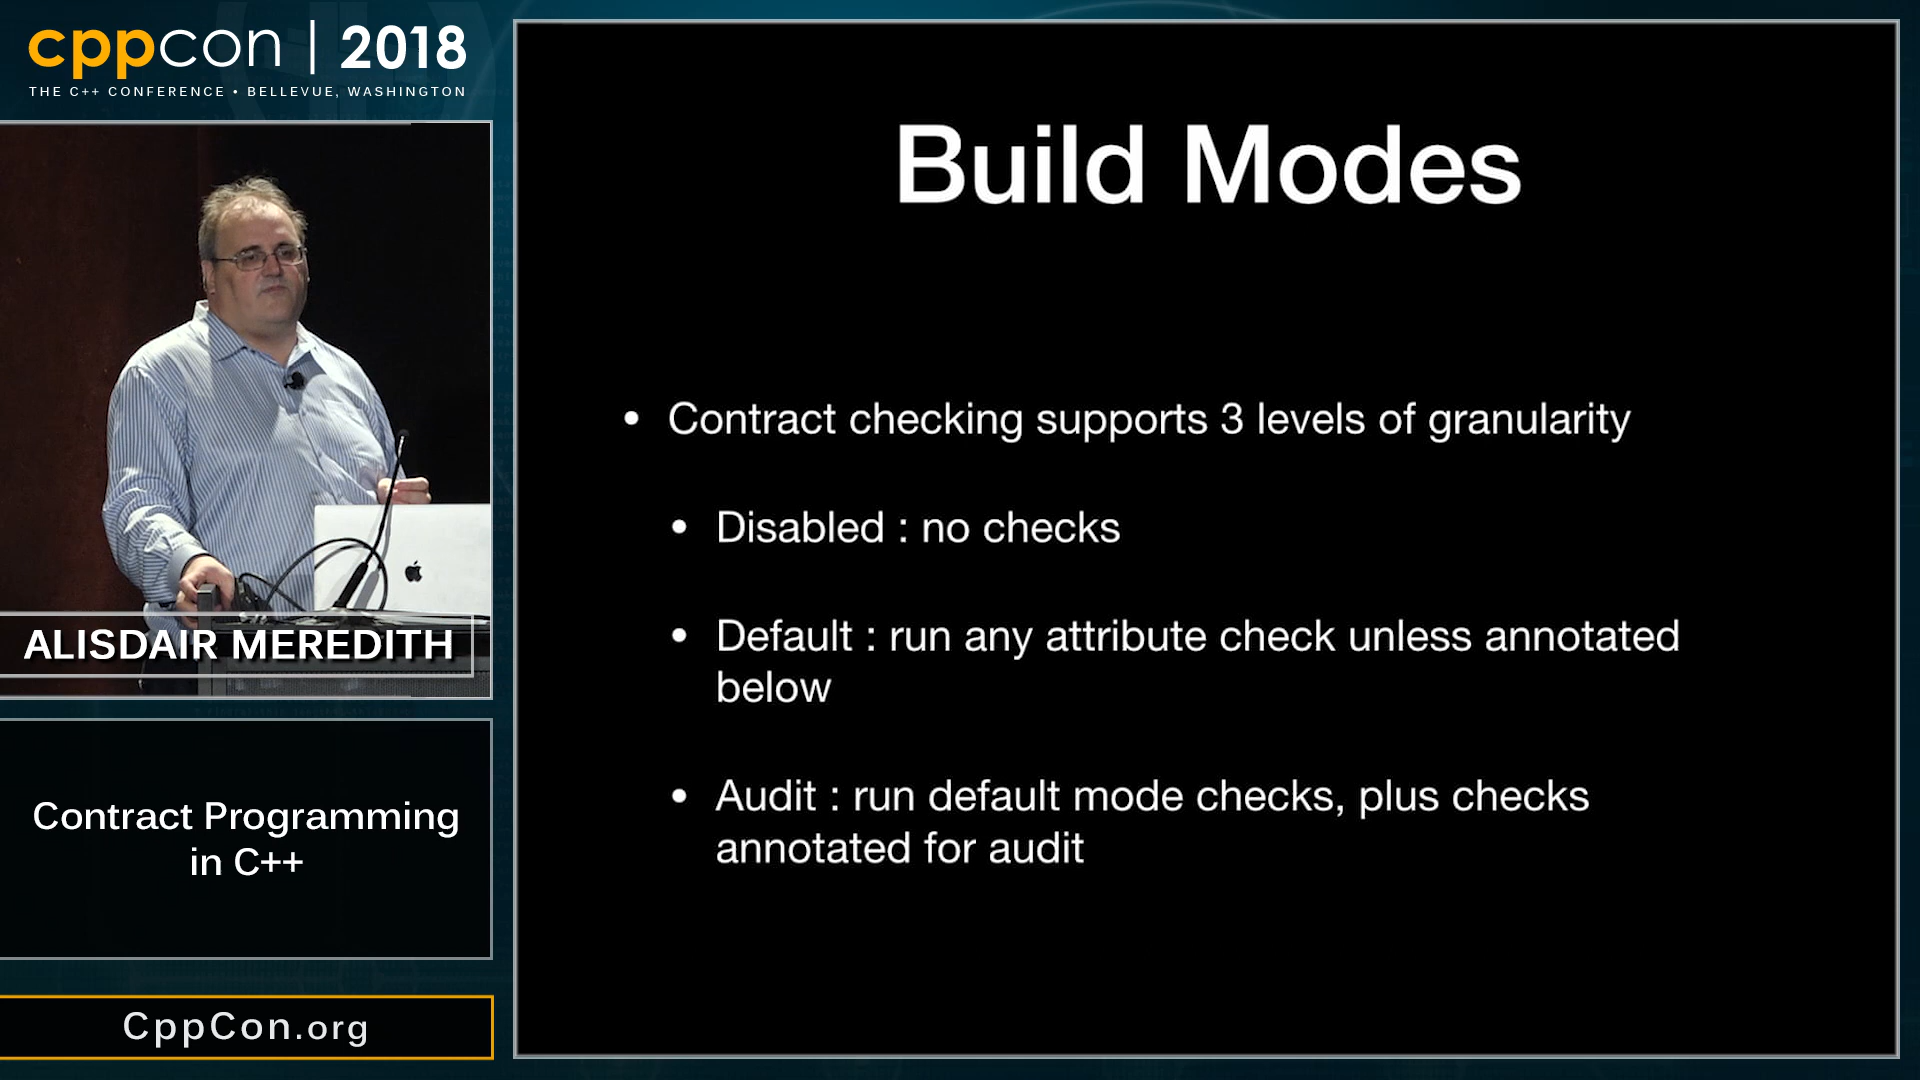 cppcon | 2018
THE C++ CONFERENCE • BELLEVUE, WASHINGTON
ALISDAIR MEREDITH
Contract Programming
in C++
CppCon.org
Build Modes
• Contract checking supports 3 levels of granularity
• Disabled : no checks
• Default : run any attribute check unless annotated
below
• Audit : run default mode checks, plus checks
annotated for audit